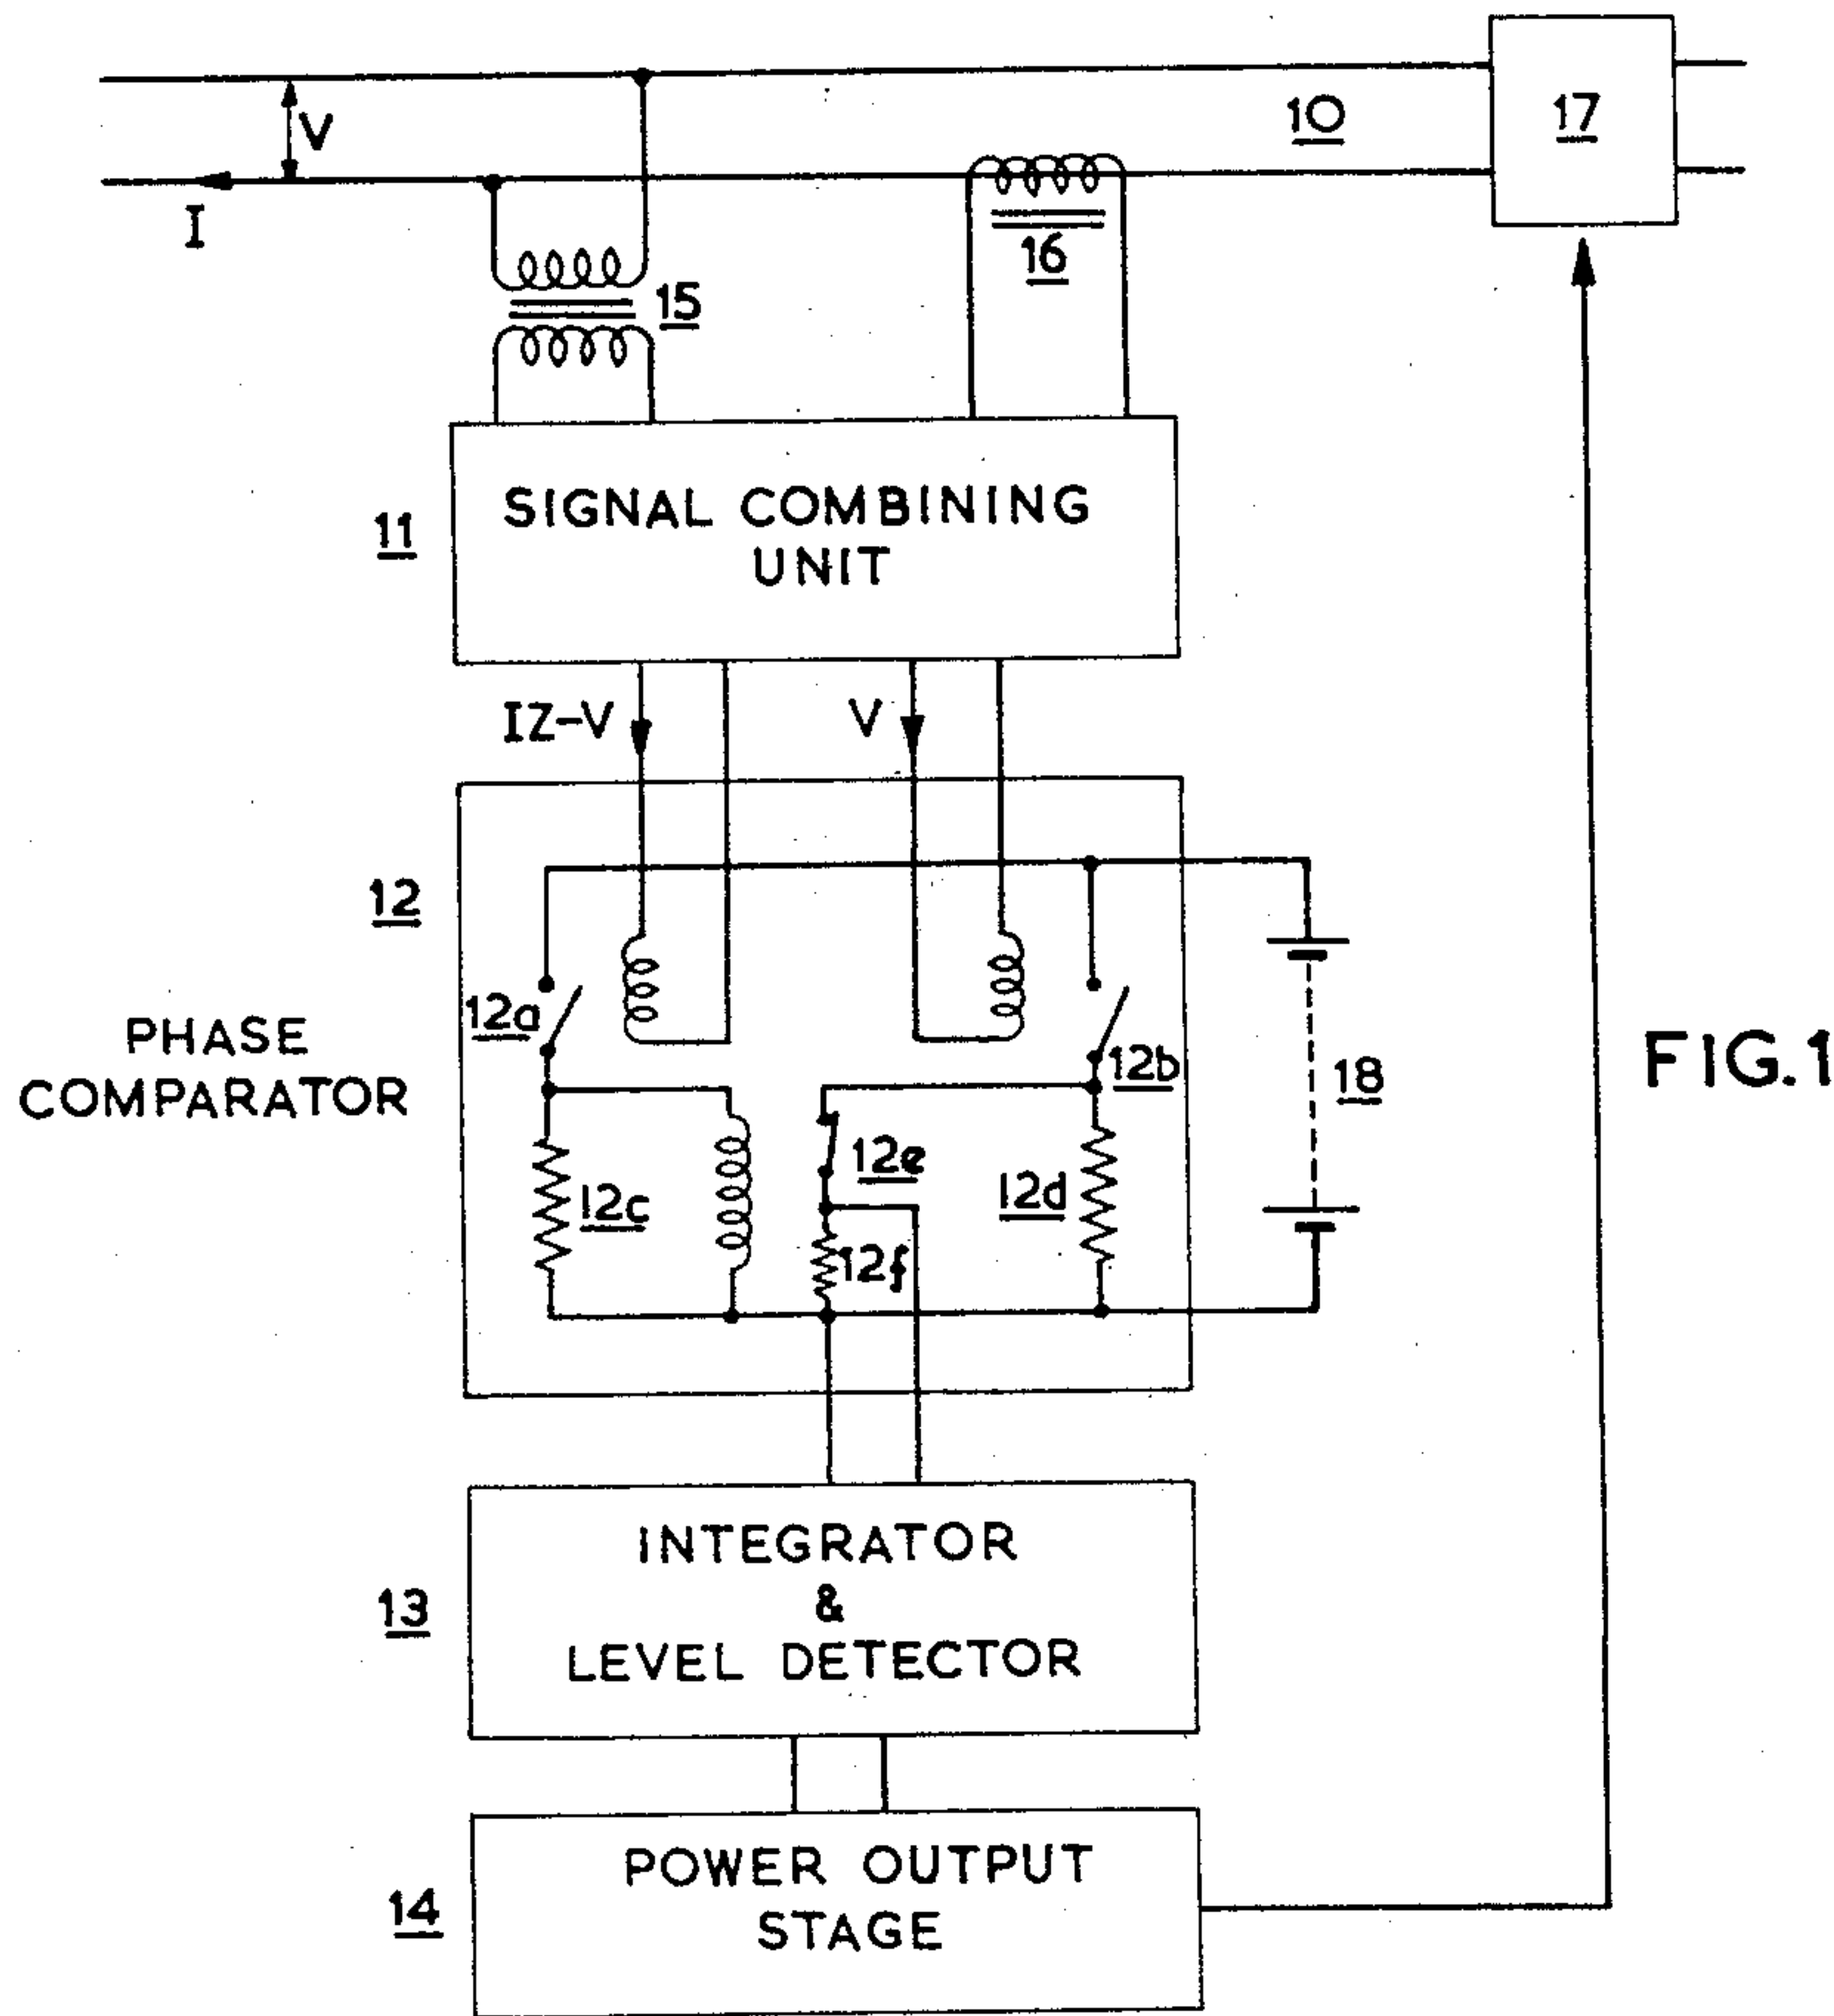 10
17
V
I
15
16
11
SIGNAL COMBINING
UNIT
IZ-V
V
12
12a
12b
PHASE
COMPARATOR
18
FIG.1
12e
12c
12d
12f
INTEGRATOR
&
LEVEL DETECTOR
13
POWER OUTPUT
STAGE
14